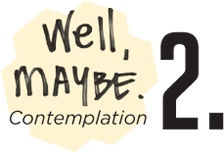 Well,
MAYBE.
Contemplation
2.